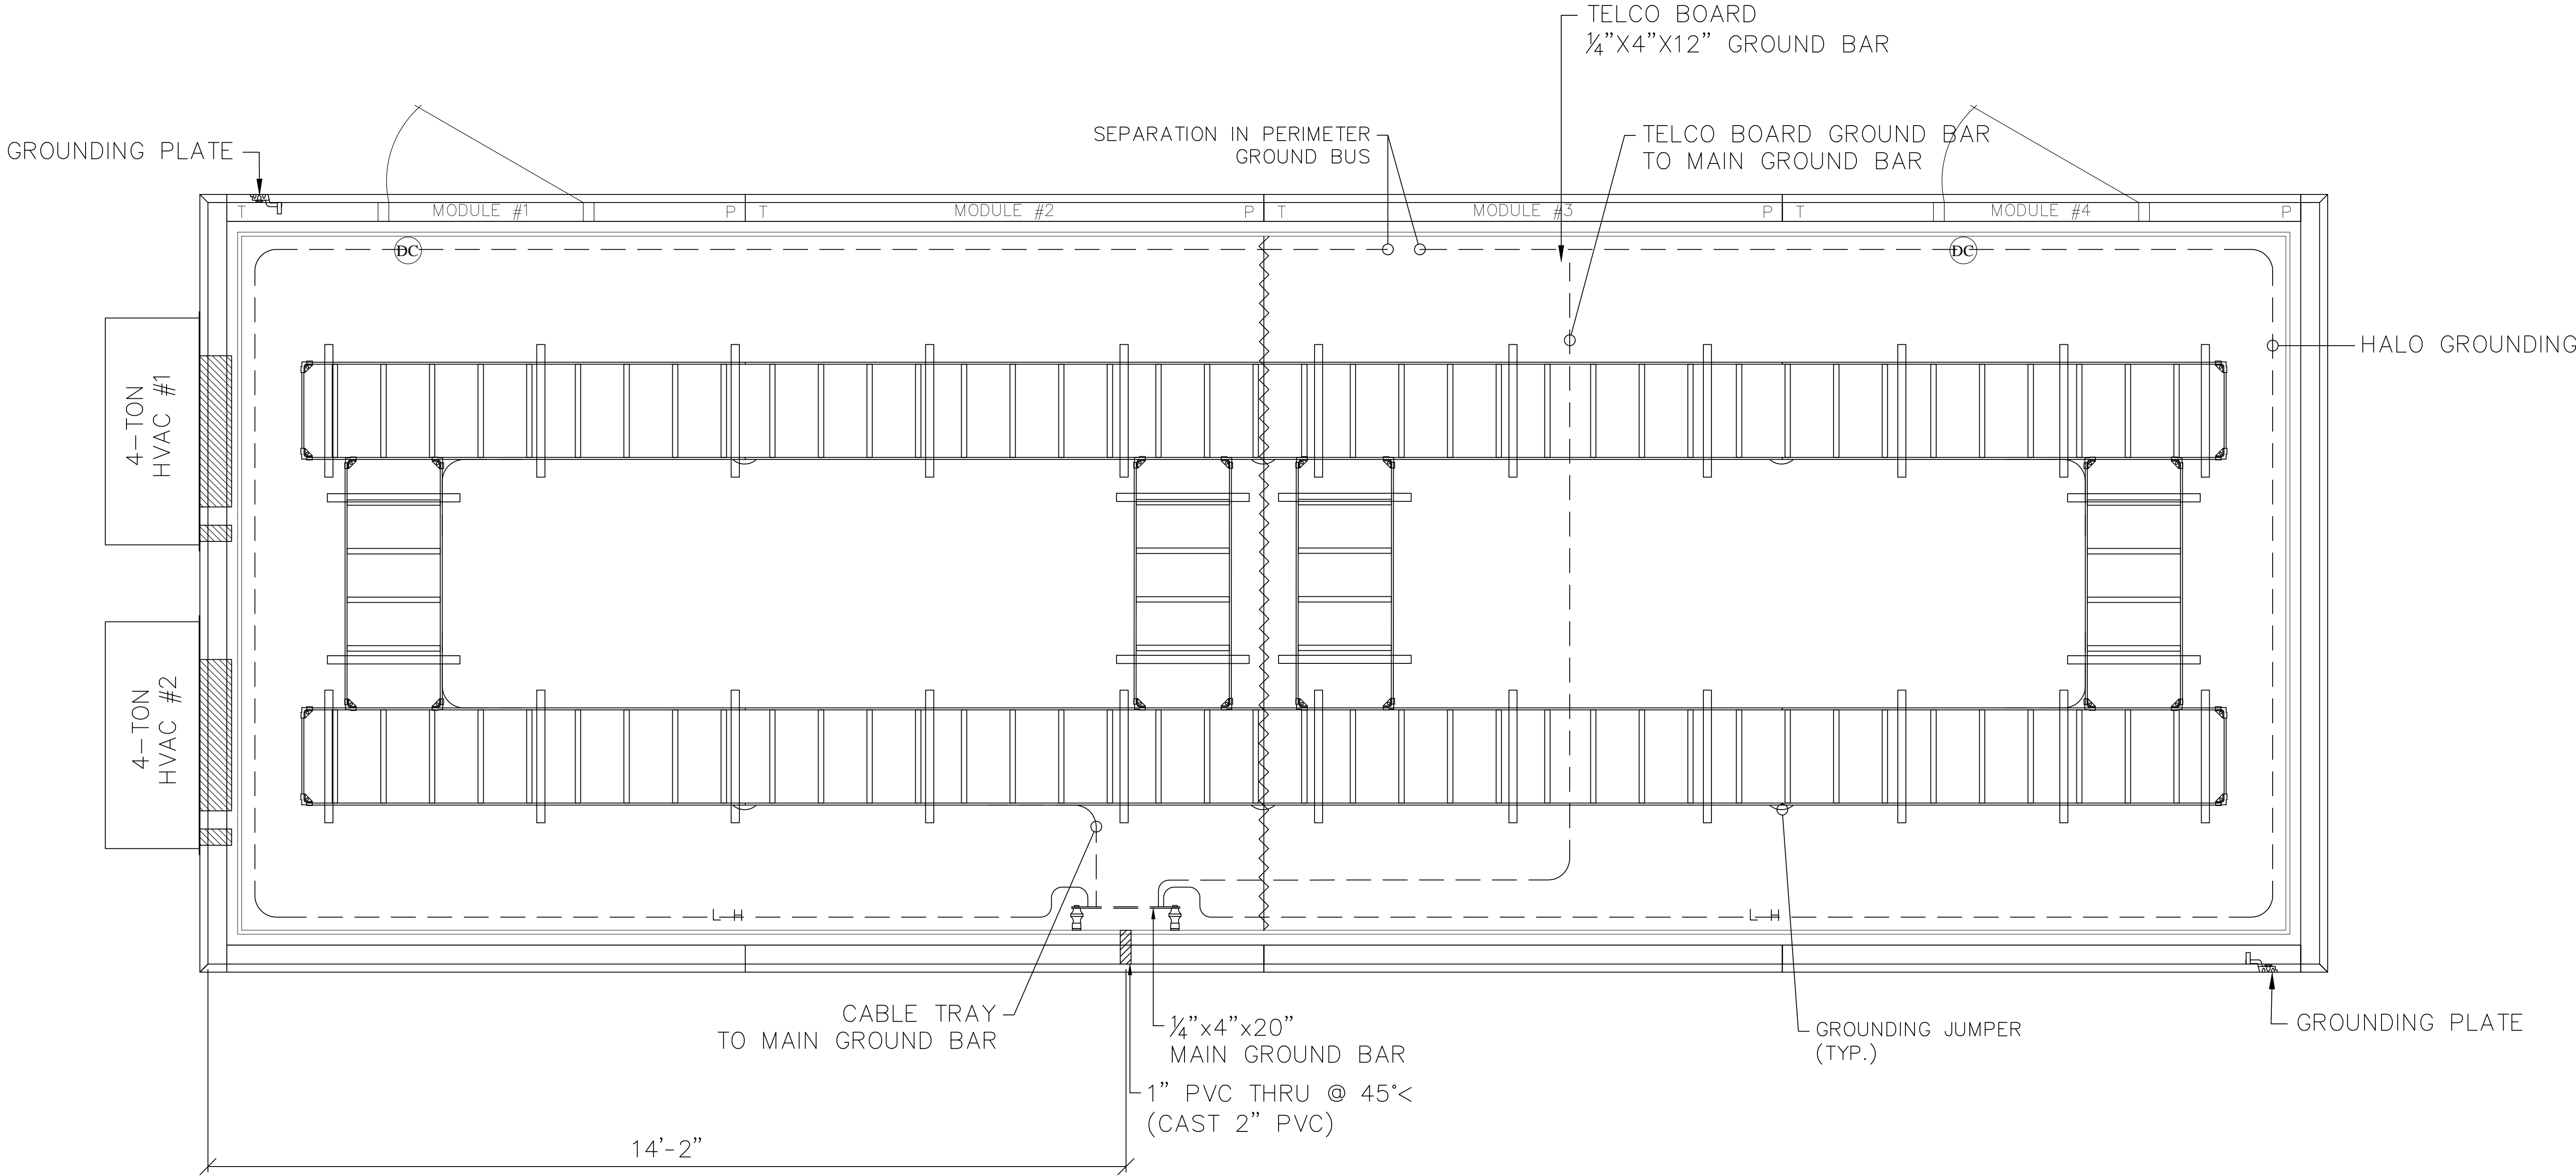 TELCO BOARD
¼"X4"X12" GROUND BAR
SEPARATION IN PERIMETER
GROUND BUS
TELCO BOARD GROUND BAR
TO MAIN GROUND BAR
GROUNDING PLATE
T MODULE #1 P T MODULE #2 P T MODULE #3 P T MODULE #4 P
DC
DC
HALO GROUNDING
4-TON
HVAC #1
4-TON
HVAC #2
L H
L H
CABLE TRAY
TO MAIN GROUND BAR
¼"x4"x20"
MAIN GROUND BAR
GROUNDING JUMPER
(TYP.)
GROUNDING PLATE
1" PVC THRU @ 45°<
(CAST 2" PVC)
14'-2"